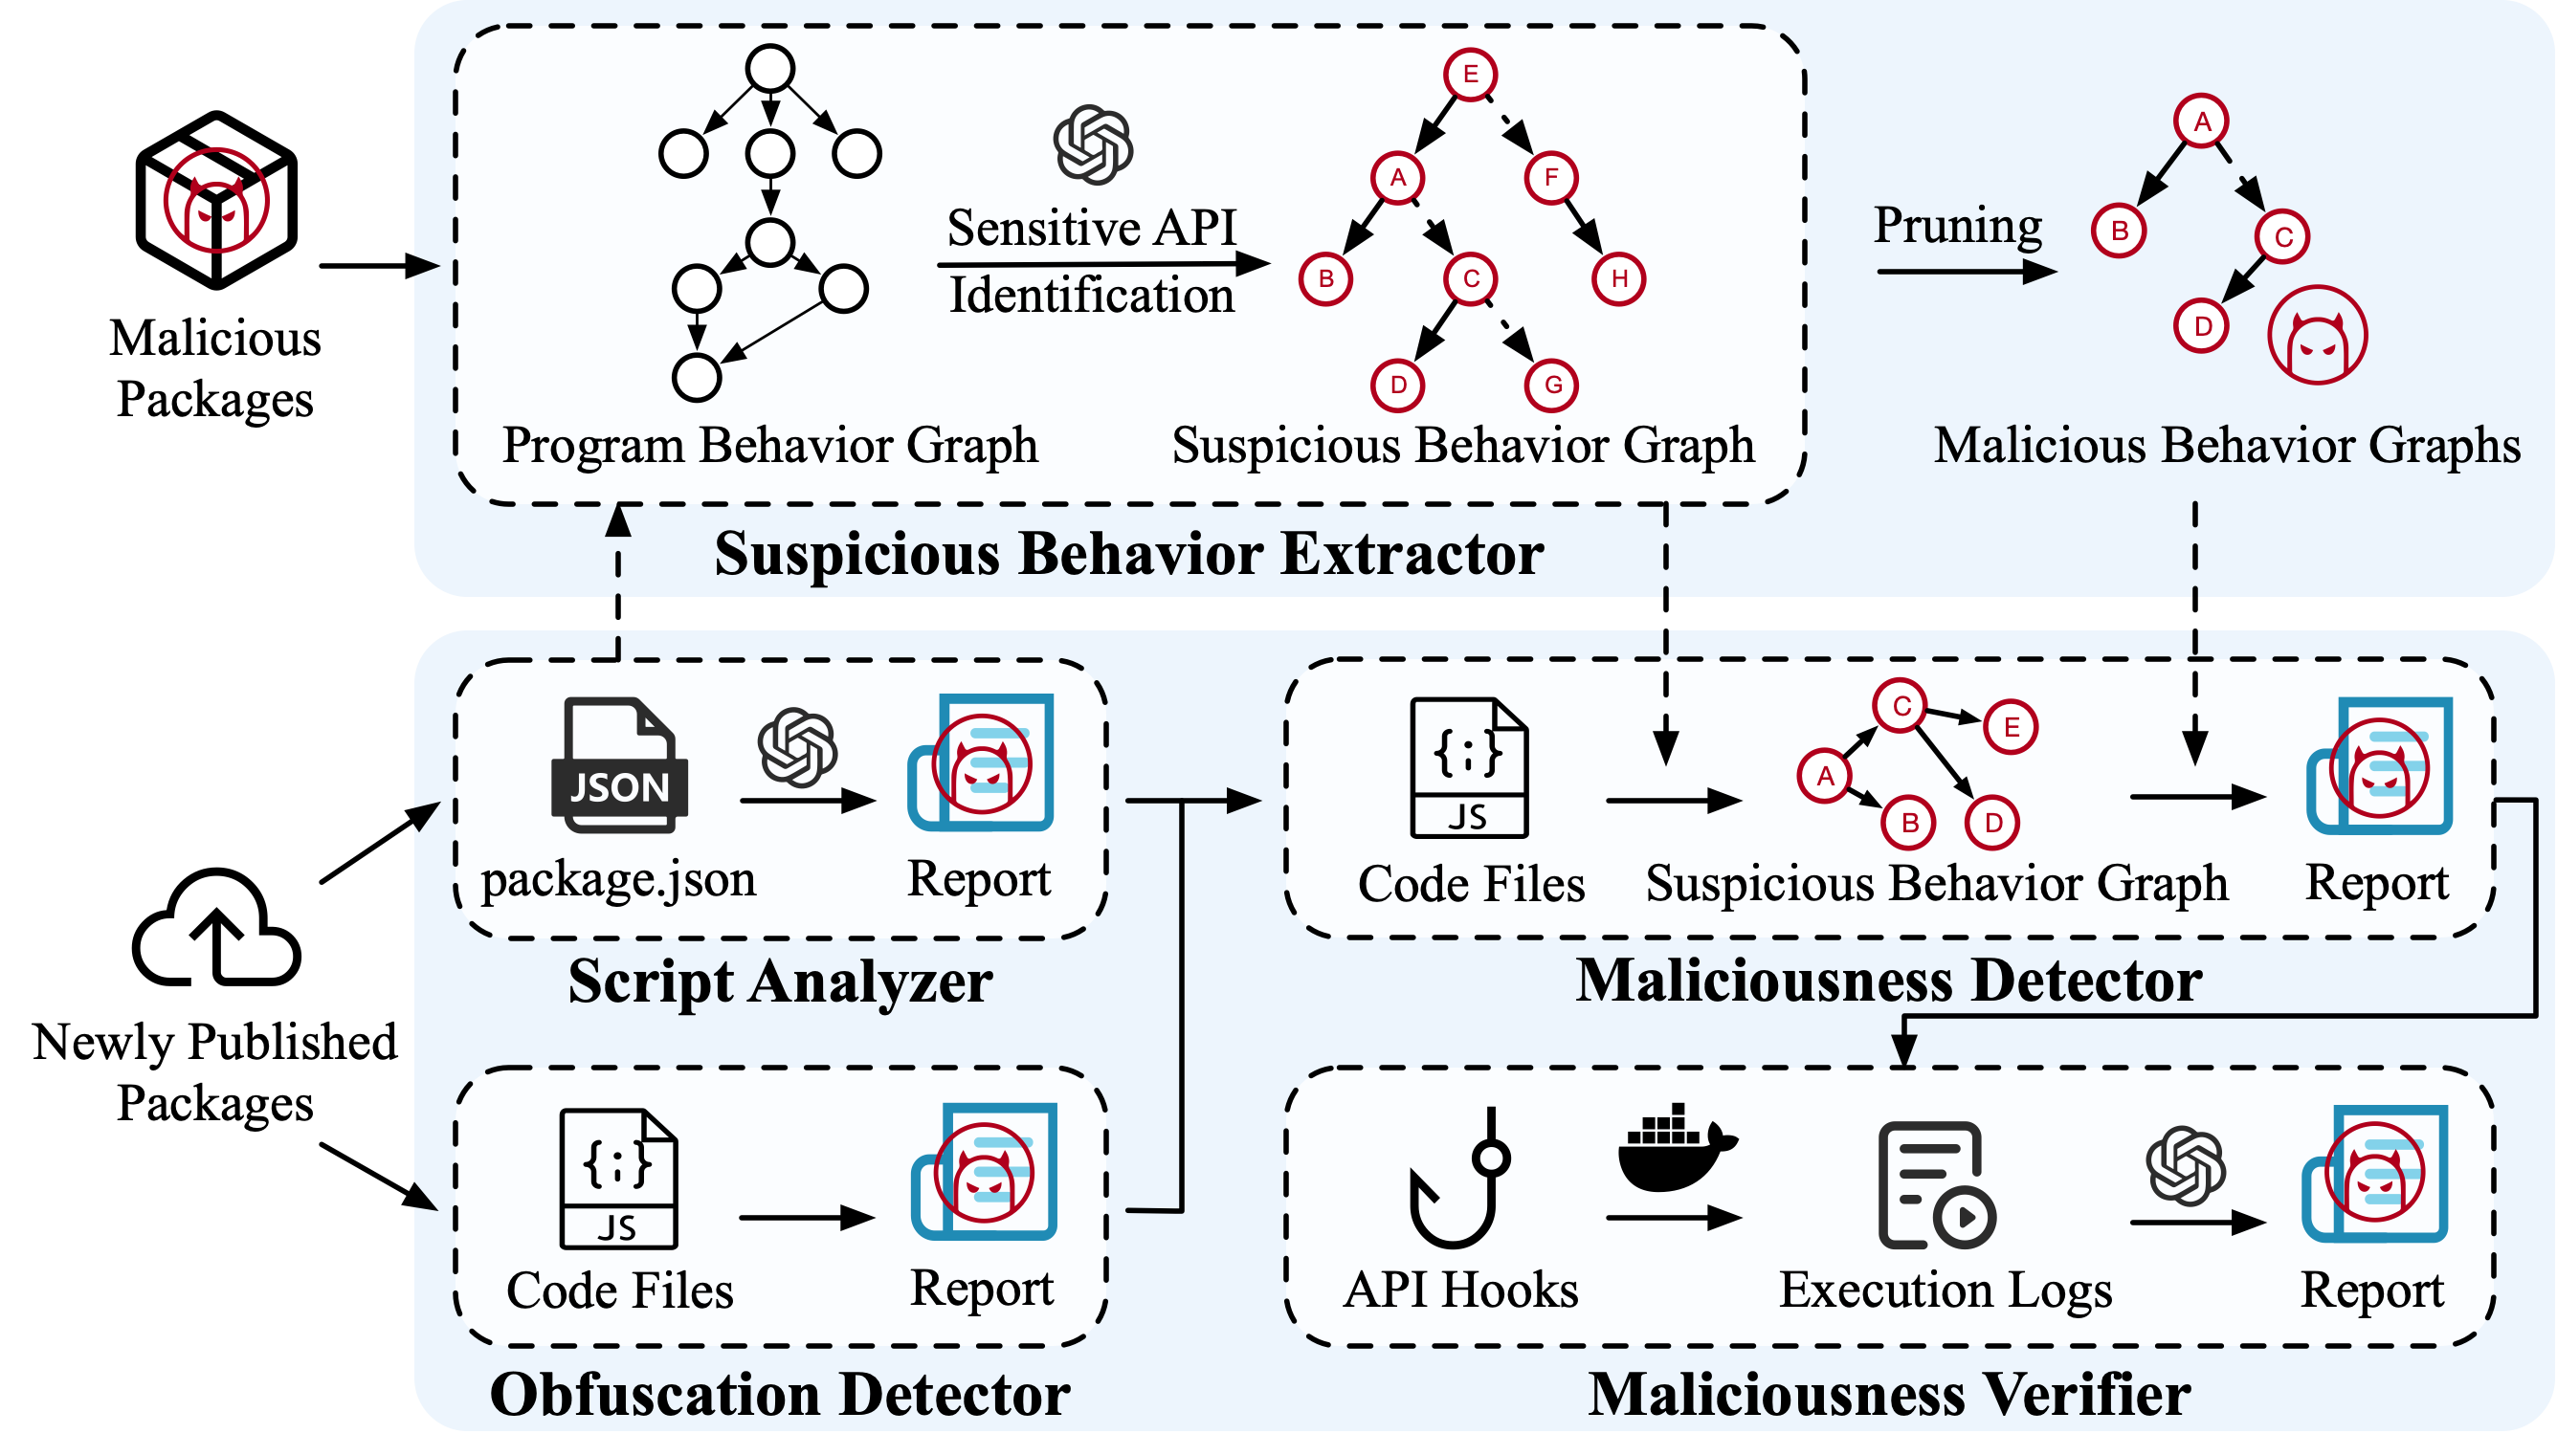 Malicious
Packages
Sensitive API
Identification
E
A
F
B
C
H
D
G
Program Behavior Graph
Suspicious Behavior Graph
Pruning
A
B
C
D
Malicious Behavior Graphs
Suspicious Behavior Extractor
Newly Published
Packages
JSON
package.json
Report
Script Analyzer
{;}
JS
Code Files
C
E
A
B
D
Suspicious Behavior Graph
Report
Maliciousness Detector
{;}
JS
Code Files
Report
Obfuscation Detector
API Hooks
Execution Logs
Report
Maliciousness Verifier